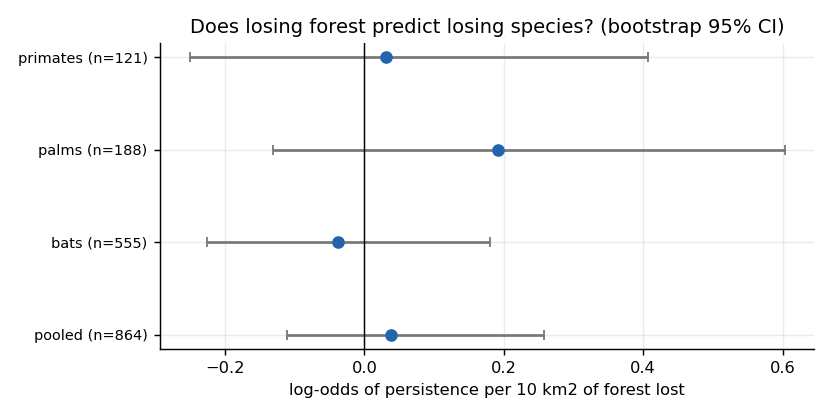 Does losing forest predict losing species? (bootstrap 95% CI)
primates (n=121)
palms (n=188)
bats (n=555)
pooled (n=864)
−0.2 0.0 0.2 0.4 0.6
log-odds of persistence per 10 km2 of forest lost